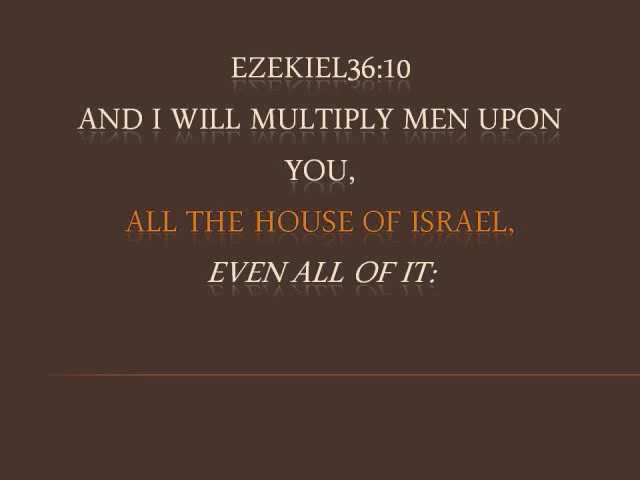 EZEKIEL36:10
AND I WILL MULTIPLY MEN UPON
YOU,
ALL THE HOUSE OF ISRAEL,
EVEN ALL OF IT: